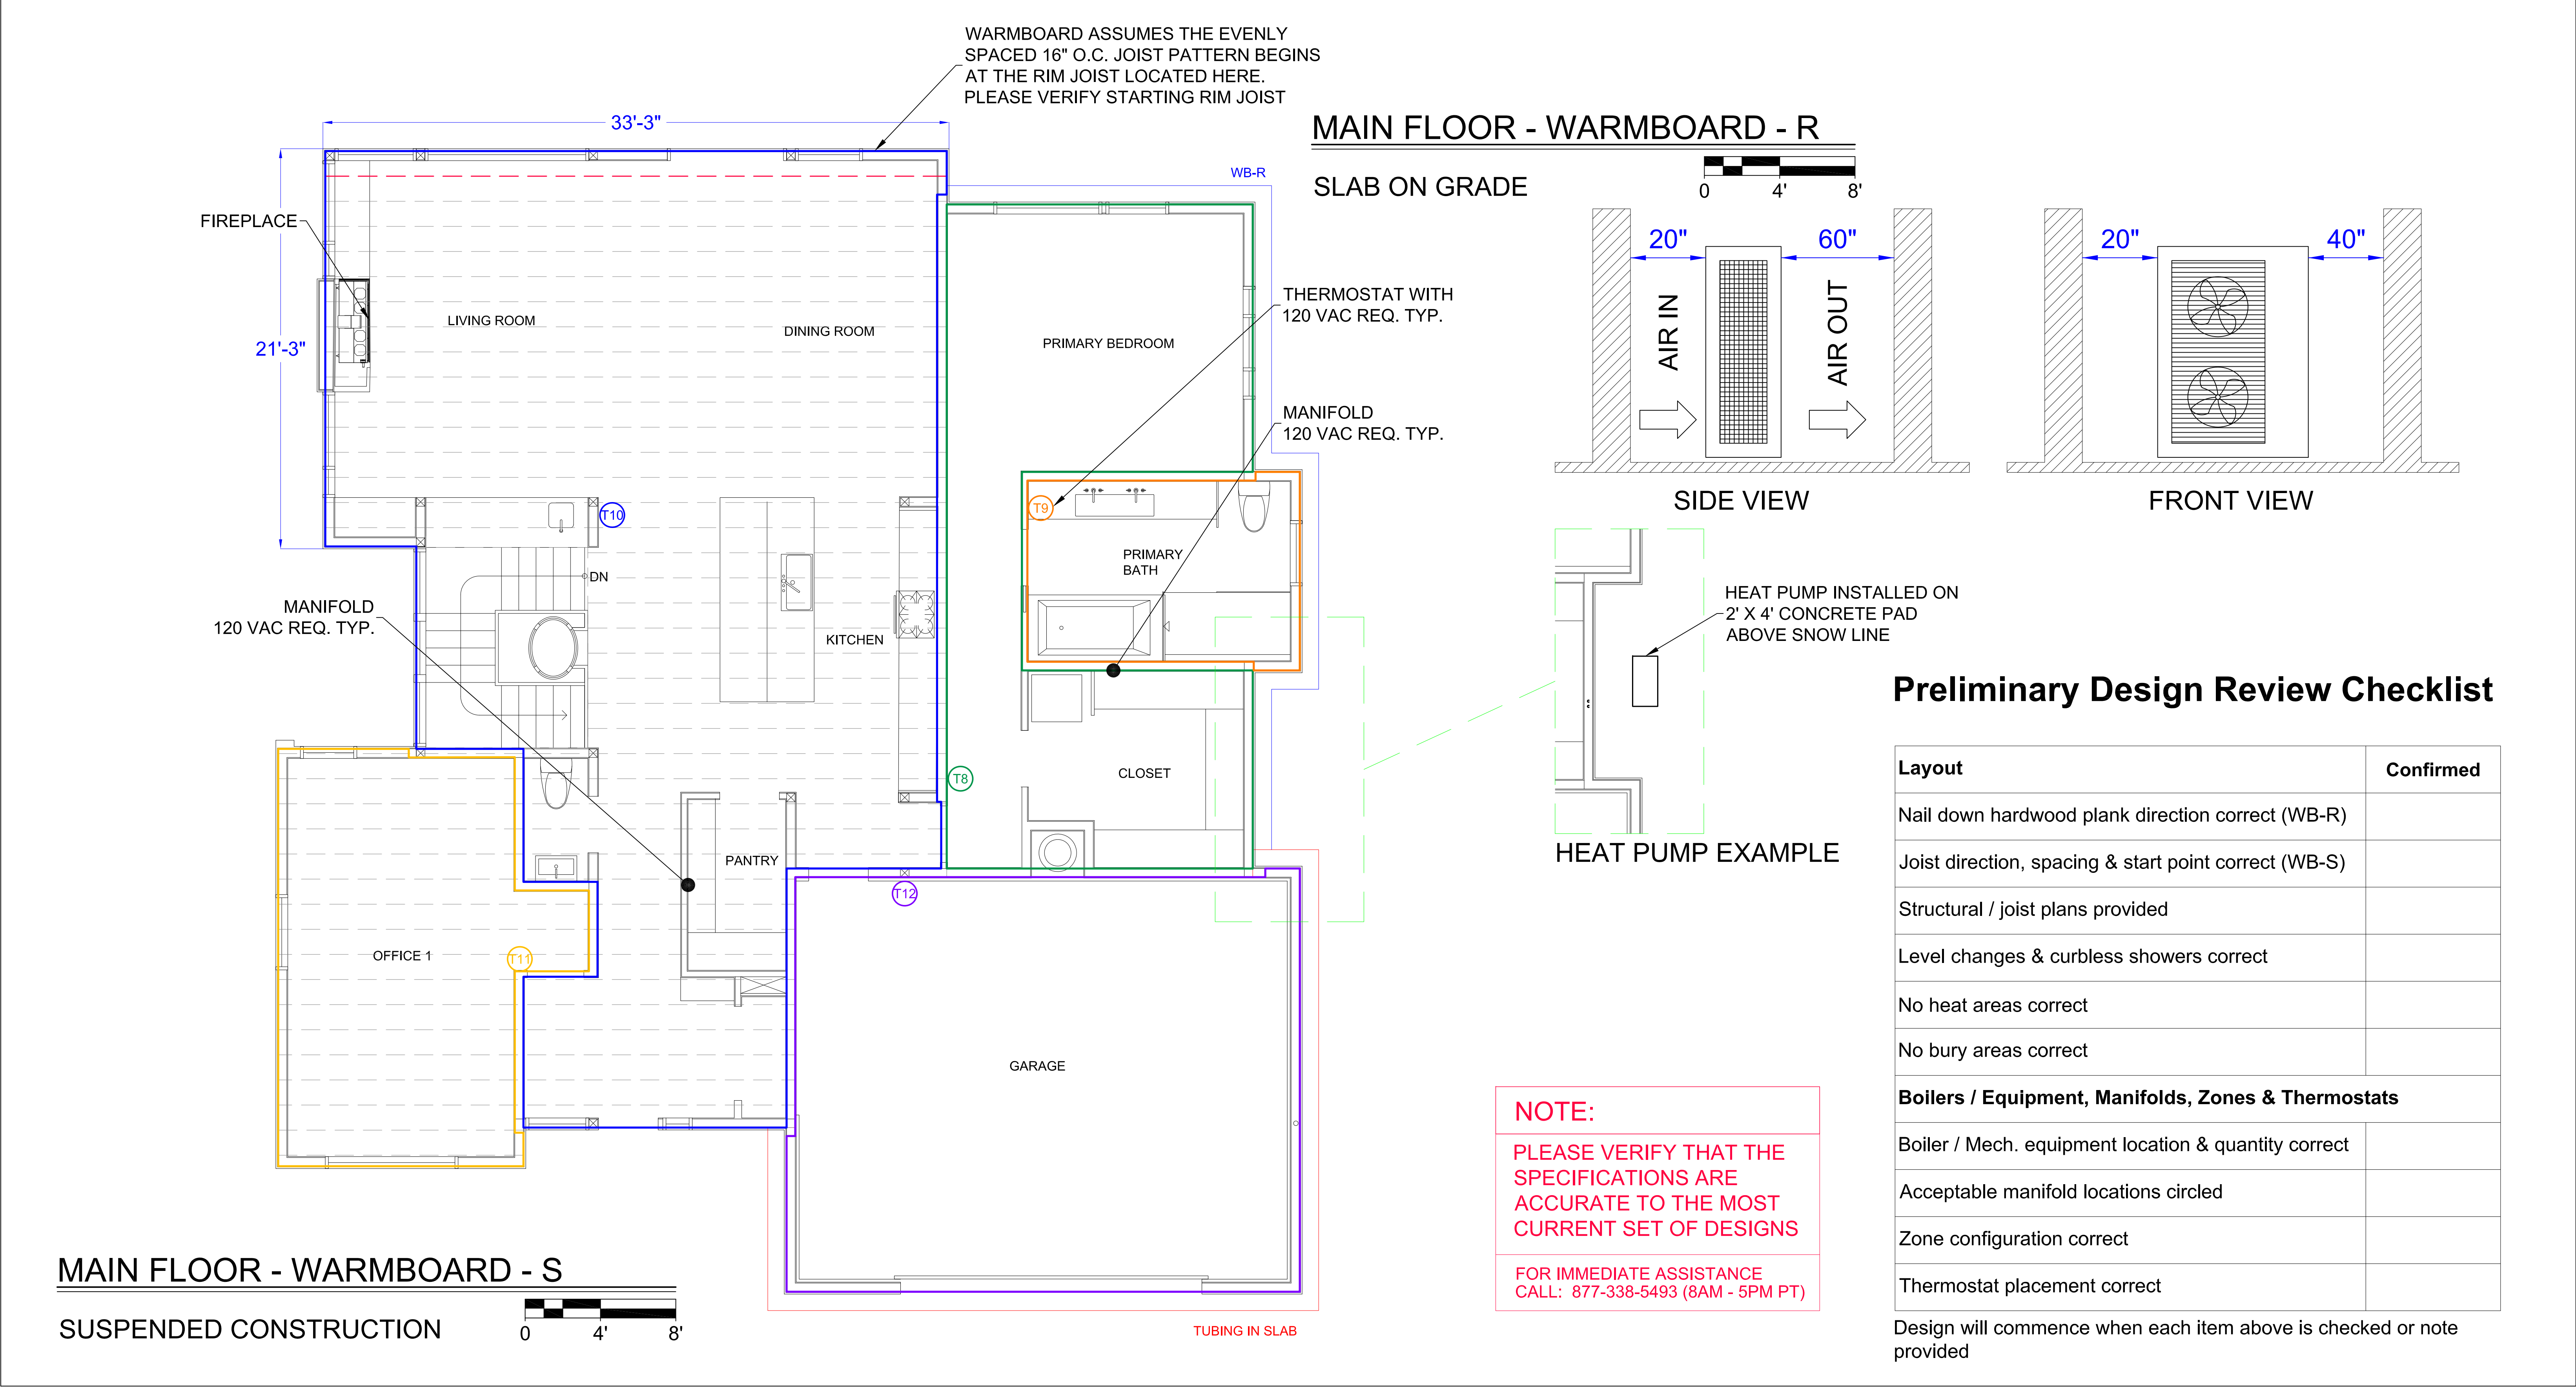 WARMBOARD ASSUMES THE EVENLY
SPACED 16" O.C. JOIST PATTERN BEGINS
AT THE RIM JOIST LOCATED HERE.
PLEASE VERIFY STARTING RIM JOIST
33'-3"
MAIN FLOOR - WARMBOARD - R
SLAB ON GRADE
0 4' 8'
WB-R
FIREPLACE
21'-3"
LIVING ROOM
DINING ROOM
PRIMARY BEDROOM
THERMOSTAT WITH
120 VAC REQ. TYP.
MANIFOLD
120 VAC REQ. TYP.
20"
60"
AIR IN
AIR OUT
SIDE VIEW
20"
40"
FRONT VIEW
T10
T9
PRIMARY
BATH
DN
MANIFOLD
120 VAC REQ. TYP.
KITCHEN
T8
CLOSET
PANTRY
T12
OFFICE 1
T11
GARAGE
HEAT PUMP INSTALLED ON
2' X 4' CONCRETE PAD
ABOVE SNOW LINE
HEAT PUMP EXAMPLE
TUBING IN SLAB
MAIN FLOOR - WARMBOARD - S
SUSPENDED CONSTRUCTION
0 4' 8'
NOTE:
PLEASE VERIFY THAT THE
SPECIFICATIONS ARE
ACCURATE TO THE MOST
CURRENT SET OF DESIGNS
FOR IMMEDIATE ASSISTANCE
CALL: 877-338-5493 (8AM - 5PM PT)
Preliminary Design Review Checklist
Layout Confirmed
Nail down hardwood plank direction correct (WB-R)
Joist direction, spacing & start point correct (WB-S)
Structural / joist plans provided
Level changes & curbless showers correct
No heat areas correct
No bury areas correct
Boilers / Equipment, Manifolds, Zones & Thermostats
Boiler / Mech. equipment location & quantity correct
Acceptable manifold locations circled
Zone configuration correct
Thermostat placement correct
Design will commence when each item above is checked or note
provided